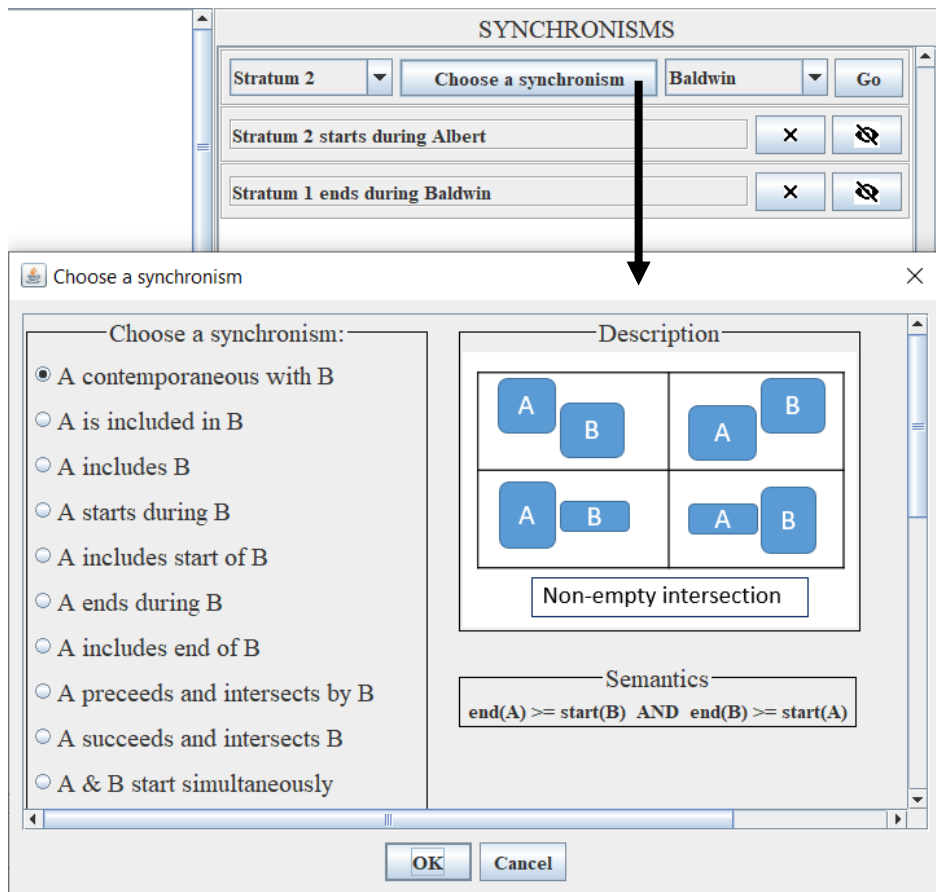 SYNCHRONISMS
Stratum 2 Choose a synchronism Baldwin Go
Stratum 2 starts during Albert
Stratum 1 ends during Baldwin
Choose a synchronism
Choose a synchronism:
A contemporaneous with B
A is included in B
A includes B
A starts during B
A includes start of B
A ends during B
A includes end of B
A preceeds and intersects by B
A succeeds and intersects B
A & B start simultaneously
Description
A B
A B
A B
A B
Non-empty intersection
Semantics
end(A) >= start(B) AND end(B) >= start(A)
OK Cancel